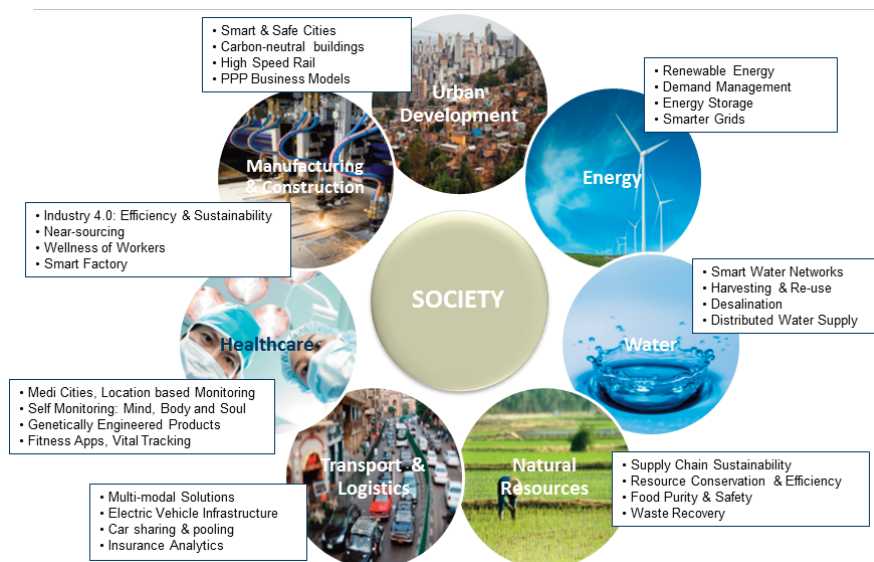 • Smart & Safe Cities
• Carbon-neutral buildings
• High Speed Rail
• PPP Business Models
Urban
Development
• Renewable Energy
• Demand Management
• Energy Storage
• Smarter Grids
Energy
Manufacturing
& Construction
• Industry 4.0: Efficiency & Sustainability
• Near-sourcing
• Wellness of Workers
• Smart Factory
SOCIETY
• Smart Water Networks
• Harvesting & Re-use
• Desalination
• Distributed Water Supply
Water
Healthcare
• Medi Cities, Location based Monitoring
• Self Monitoring: Mind, Body and Soul
• Genetically Engineered Products
• Fitness Apps, Vital Tracking
Transport &
Logistics
• Multi-modal Solutions
• Electric Vehicle Infrastructure
• Car sharing & pooling
• Insurance Analytics
Natural
Resources
• Supply Chain Sustainability
• Resource Conservation & Efficiency
• Food Purity & Safety
• Waste Recovery